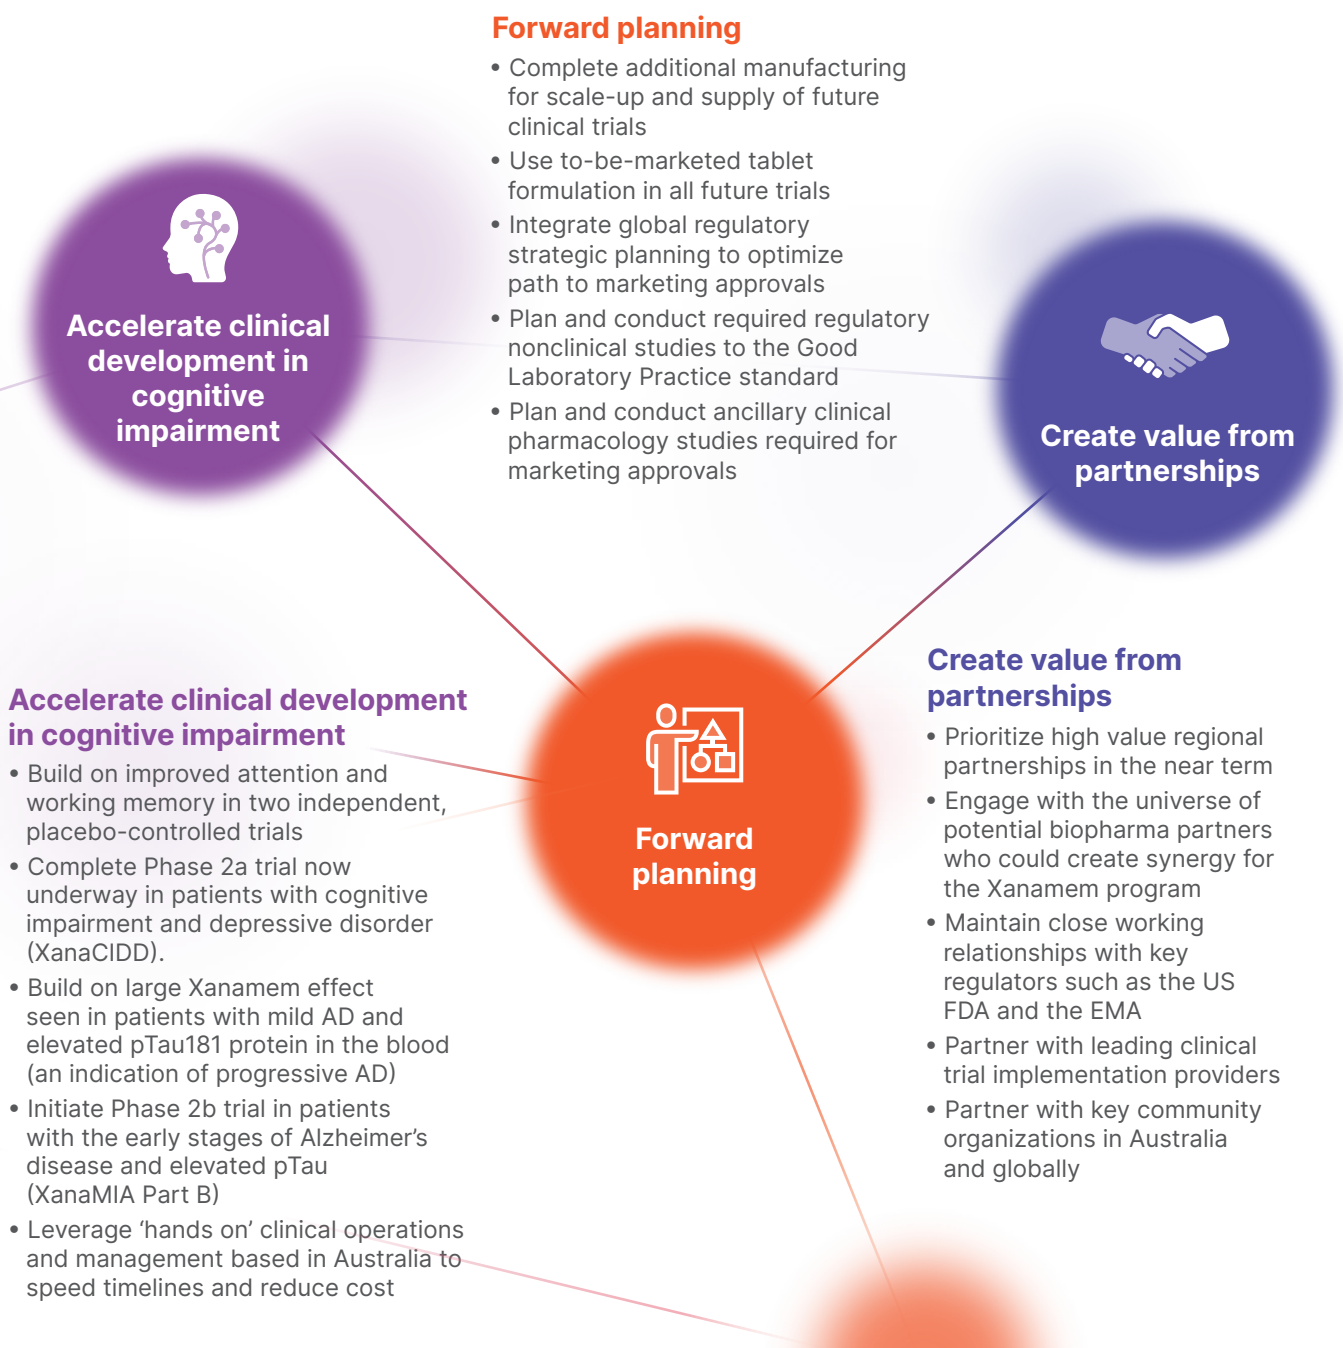 Forward planning
• Complete additional manufacturing
for scale-up and supply of future
clinical trials
• Use to-be-marketed tablet
formulation in all future trials
• Integrate global regulatory
strategic planning to optimize
path to marketing approvals
• Plan and conduct required regulatory
nonclinical studies to the Good
Laboratory Practice standard
• Plan and conduct ancillary clinical
pharmacology studies required for
marketing approvals
Accelerate clinical
development in
cognitive
impairment
Create value from
partnerships
Forward
planning
Accelerate clinical development
in cognitive impairment
• Build on improved attention and
working memory in two independent,
placebo-controlled trials
• Complete Phase 2a trial now
underway in patients with cognitive
impairment and depressive disorder
(XanaCIDD).
• Build on large Xanamem effect
seen in patients with mild AD and
elevated pTau181 protein in the blood
(an indication of progressive AD)
• Initiate Phase 2b trial in patients
with the early stages of Alzheimer’s
disease and elevated pTau
(XanaMIA Part B)
• Leverage ‘hands on’ clinical operations
and management based in Australia to
speed timelines and reduce cost
Create value from
partnerships
• Prioritize high value regional
partnerships in the near term
• Engage with the universe of
potential biopharma partners
who could create synergy for
the Xanamem program
• Maintain close working
relationships with key
regulators such as the US
FDA and the EMA
• Partner with leading clinical
trial implementation providers
• Partner with key community
organizations in Australia
and globally